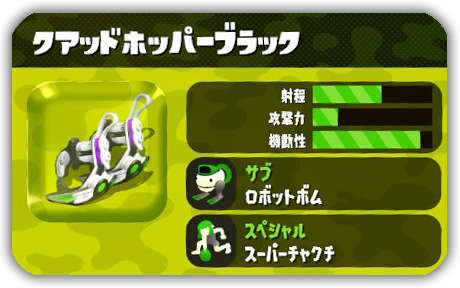 クアッドホッパーブラック
射程
攻撃力
機動性
サブ
ロボットボム
スペシャル
スーパーチャクチ